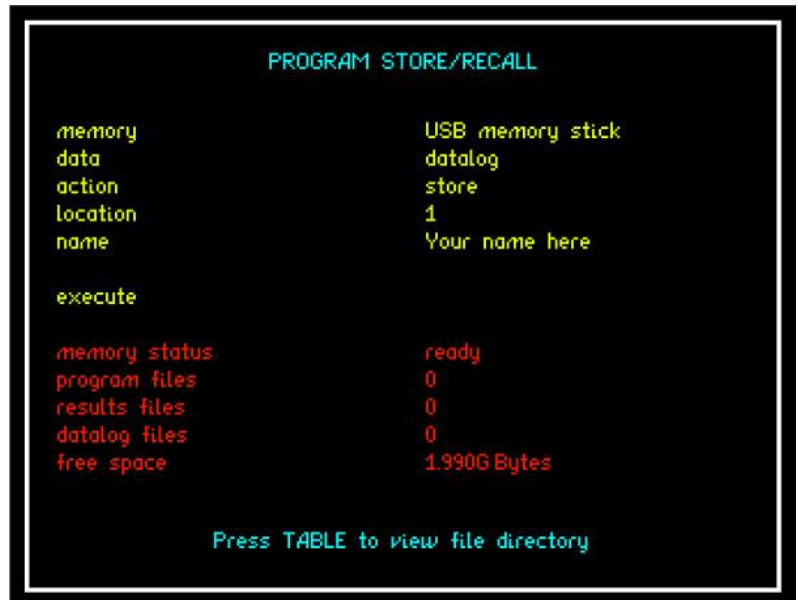 PROGRAM STORE/RECALL
memory USB memory stick
data datalog
action store
location 1
name Your name here
execute
memory status ready
program files 0
results files 0
datalog files 0
free space 1.990G Bytes
Press TABLE to view file directory